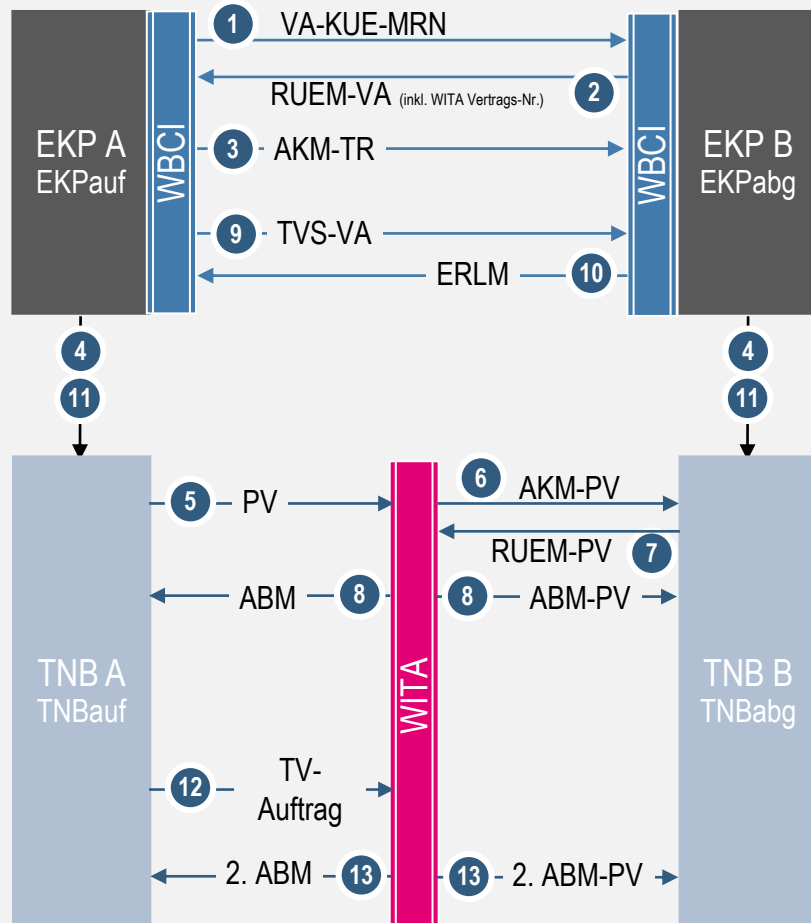 1 VA-KUE-MRN
RUEM-VA (inkl. WITA Vertrags-Nr.) 2
EKP A
EKPauf
WBCI
3 AKM-TR
WBCI
EKP B
EKPabg
9 TVS-VA
ERLM 10
4
11
4
11
5 PV
6 AKM-PV
RUEM-PV 7
ABM 8
8 ABM-PV
TNB A
TNBauf
WITA
TNB B
TNBabg
12 TV-
Auftrag
2. ABM 13
13 2. ABM-PV